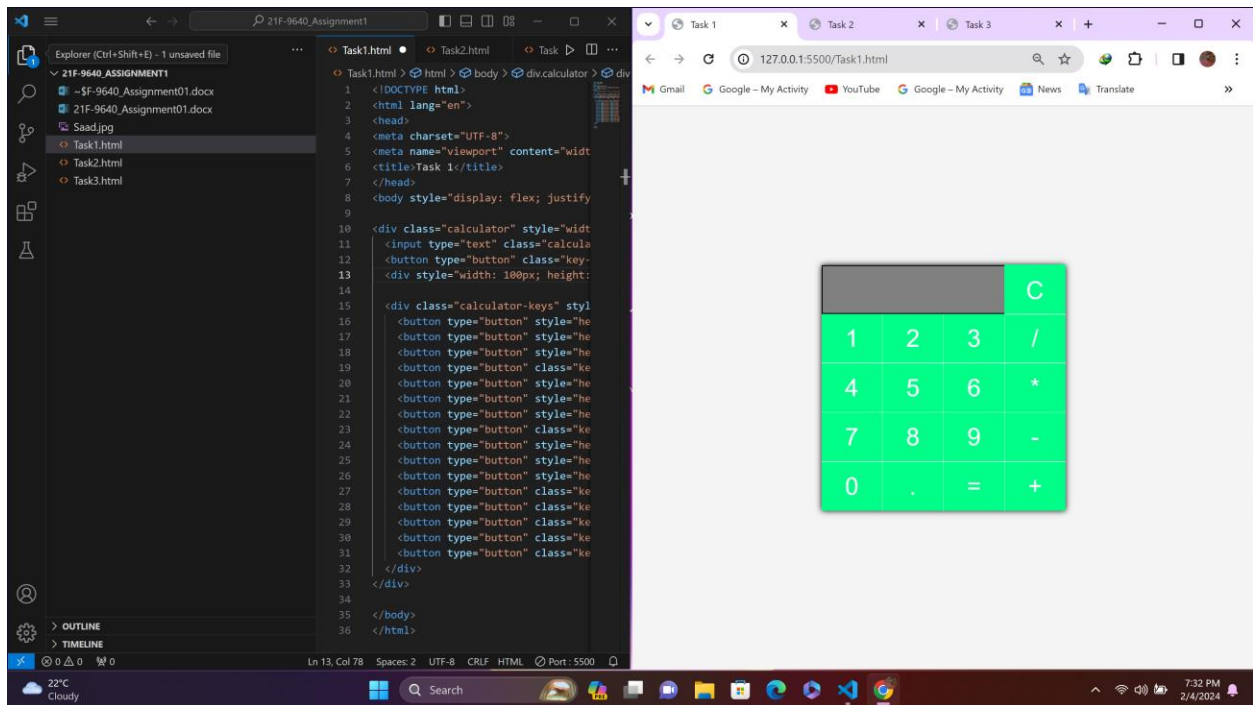 21F-9640_Assignment1
Explorer (Ctrl+Shift+E) - 1 unsaved file
21F-9640_ASSIGNMENT1
~$F-9640_Assignment01.docx
21F-9640_Assignment01.docx
Saad.jpg
Task1.html
Task2.html
Task3.html
OUTLINE
TIMELINE
Task1.html Task2.html Task
Task1.html > html > body > div.calculator > div
1 <!DOCTYPE html>
2 <html lang="en">
3 <head>
4 <meta charset="UTF-8">
5 <meta name="viewport" content="widt
6 <title>Task 1</title>
7 </head>
8 <body style="display: flex; justify
9
10 <div class="calculator" style="widt
11 <input type="text" class="calcula
12 <button type="button" class="key-
13 <div style="width: 100px; height:
14
15 <div class="calculator-keys" styl
16 <button type="button" style="he
17 <button type="button" style="he
18 <button type="button" style="he
19 <button type="button" class="ke
20 <button type="button" style="he
21 <button type="button" style="he
22 <button type="button" style="he
23 <button type="button" class="ke
24 <button type="button" style="he
25 <button type="button" style="he
26 <button type="button" style="he
27 <button type="button" class="ke
28 <button type="button" class="ke
29 <button type="button" class="ke
30 <button type="button" class="ke
31 <button type="button" class="ke
32 </div>
33 </div>
34
35 </body>
36 </html>
0 0 0 Ln 13, Col 78 Spaces: 2 UTF-8 CRLF HTML Port : 5500
Task 1 Task 2 Task 3
127.0.0.1:5500/Task1.html
Gmail Google – My Activity YouTube Google – My Activity News Translate »
C
1 2 3 /
4 5 6 *
7 8 9 -
0 . = +
22°C
Cloudy
Search
7:32 PM
2/4/2024